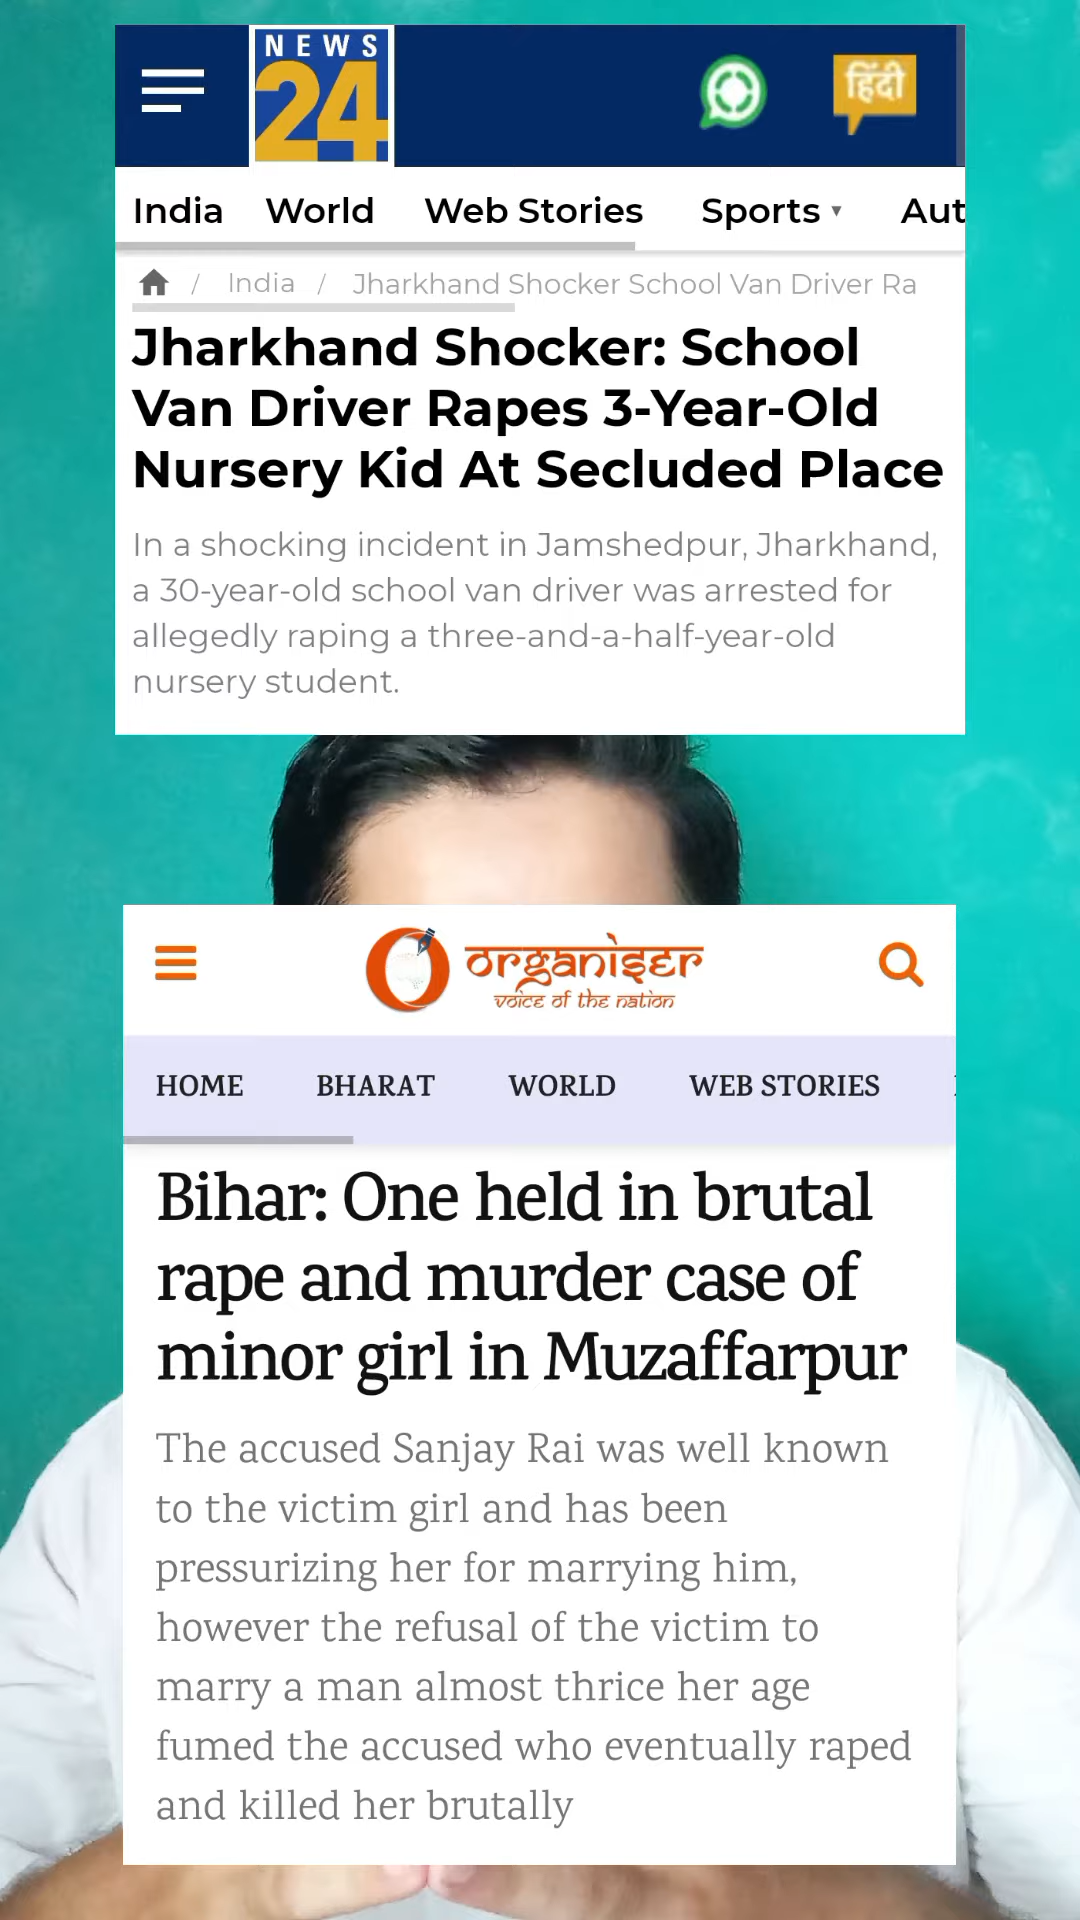 NEWS
24
हिंदी
India World Web Stories Sports Aut
India / Jharkhand Shocker School Van Driver Ra
Jharkhand Shocker: School
Van Driver Rapes 3-Year-Old
Nursery Kid At Secluded Place
In a shocking incident in Jamshedpur, Jharkhand,
a 30-year-old school van driver was arrested for
allegedly raping a three-and-a-half-year-old
nursery student.
organiser
voice of the nation
HOME BHARAT WORLD WEB STORIES
Bihar: One held in brutal
rape and murder case of
minor girl in Muzaffarpur
The accused Sanjay Rai was well known
to the victim girl and has been
pressurizing her for marrying him,
however the refusal of the victim to
marry a man almost thrice her age
fumed the accused who eventually raped
and killed her brutally